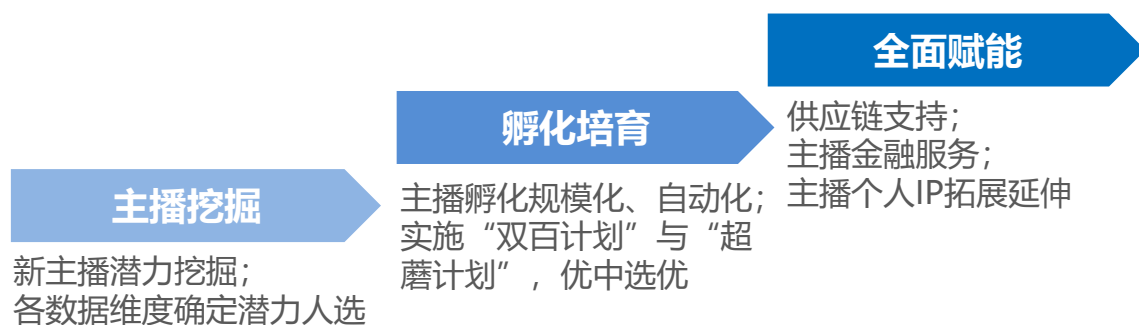 主播挖掘
新主播潜力挖掘；
各数据维度确定潜力人选
孵化培育
主播孵化规模化、自动化；
实施“双百计划”与“超
蘑计划”，优中选优
全面赋能
供应链支持；
主播金融服务；
主播个人IP拓展延伸